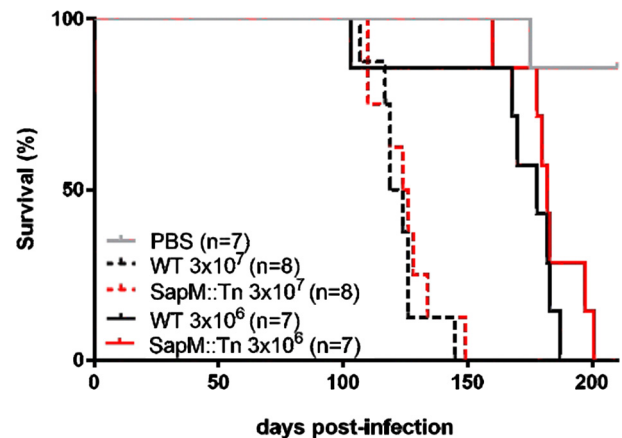 100
Survival (%)
50
PBS (n=7)
WT 3x10⁷ (n=8)
SapM::Tn 3x10⁷ (n=8)
WT 3x10⁶ (n=7)
SapM::Tn 3x10⁶ (n=7)
0
0 100 150 200
days post-infection